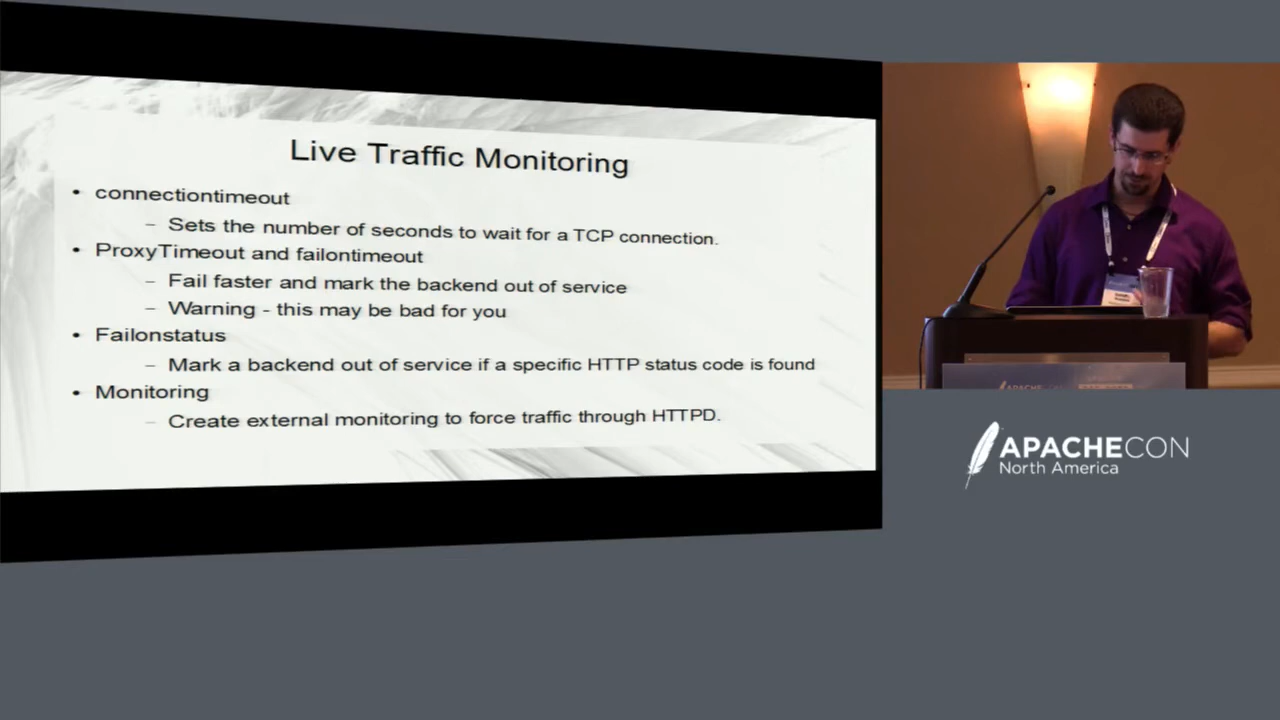 Live Traffic Monitoring
• connectiontimeout
– Sets the number of seconds to wait for a TCP connection.
• ProxyTimeout and failontimeout
– Fail faster and mark the backend out of service
– Warning - this may be bad for you
• Failonstatus
– Mark a backend out of service if a specific HTTP status code is found
• Monitoring
– Create external monitoring to force traffic through HTTPD.
APACHECON
North America